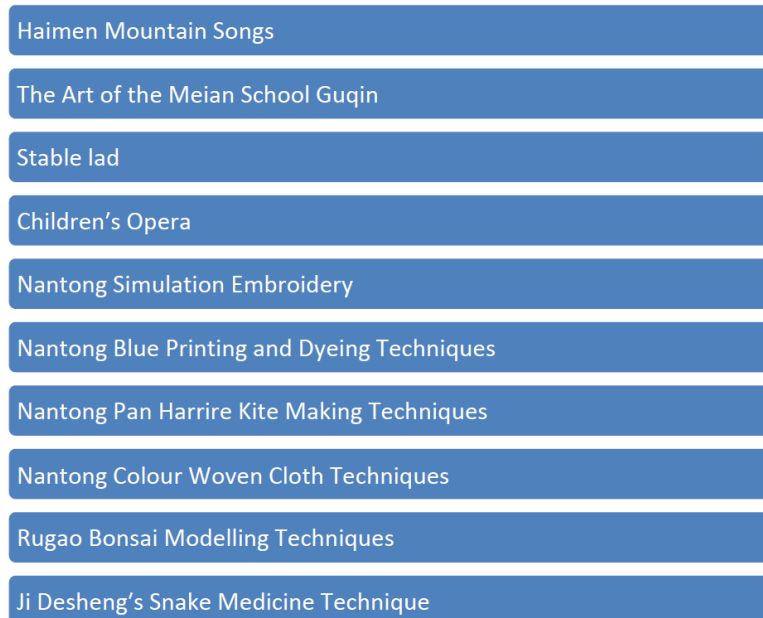 Haimen Mountain Songs
The Art of the Meian School Guqin
Stable lad
Children’s Opera
Nantong Simulation Embroidery
Nantong Blue Printing and Dyeing Techniques
Nantong Pan Harrire Kite Making Techniques
Nantong Colour Woven Cloth Techniques
Rugao Bonsai Modelling Techniques
Ji Desheng’s Snake Medicine Technique